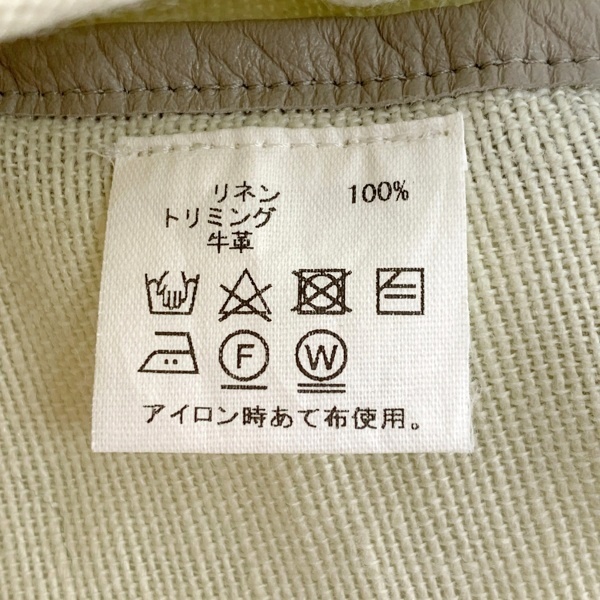 リネン 100%
トリミング
牛革
F W
アイロン時あて布使用。